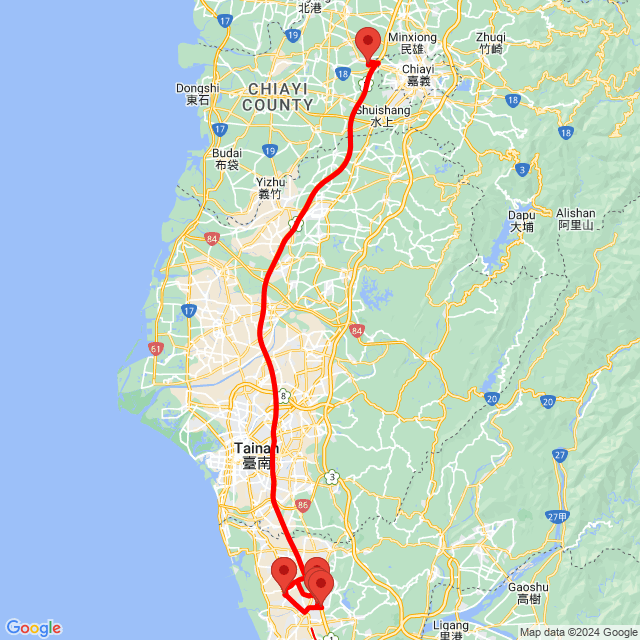 北港
Minxiong
民雄
Zhuqi
竹崎
18
Chiayi
嘉義
Dongshi
東石
CHIAYI
COUNTY
18
Shuishang
水上
17
18
18
Budai
布袋
19
3
Yizhu
義竹
Dapu
大埔
Alishan
阿里山
84
17
84
61
8
20
20
Tainan
臺南
27
3
86
27甲
Gaoshu
高樹
Ligang
里港
1
Google
Map data ©2024 Google